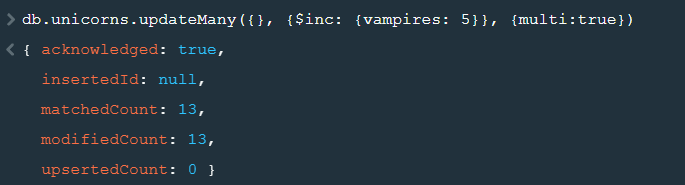 > db.unicorns.updateMany({}, {$inc: {vampires: 5}}, {multi:true})
< { acknowledged: true,
insertedId: null,
matchedCount: 13,
modifiedCount: 13,
upsertedCount: 0 }